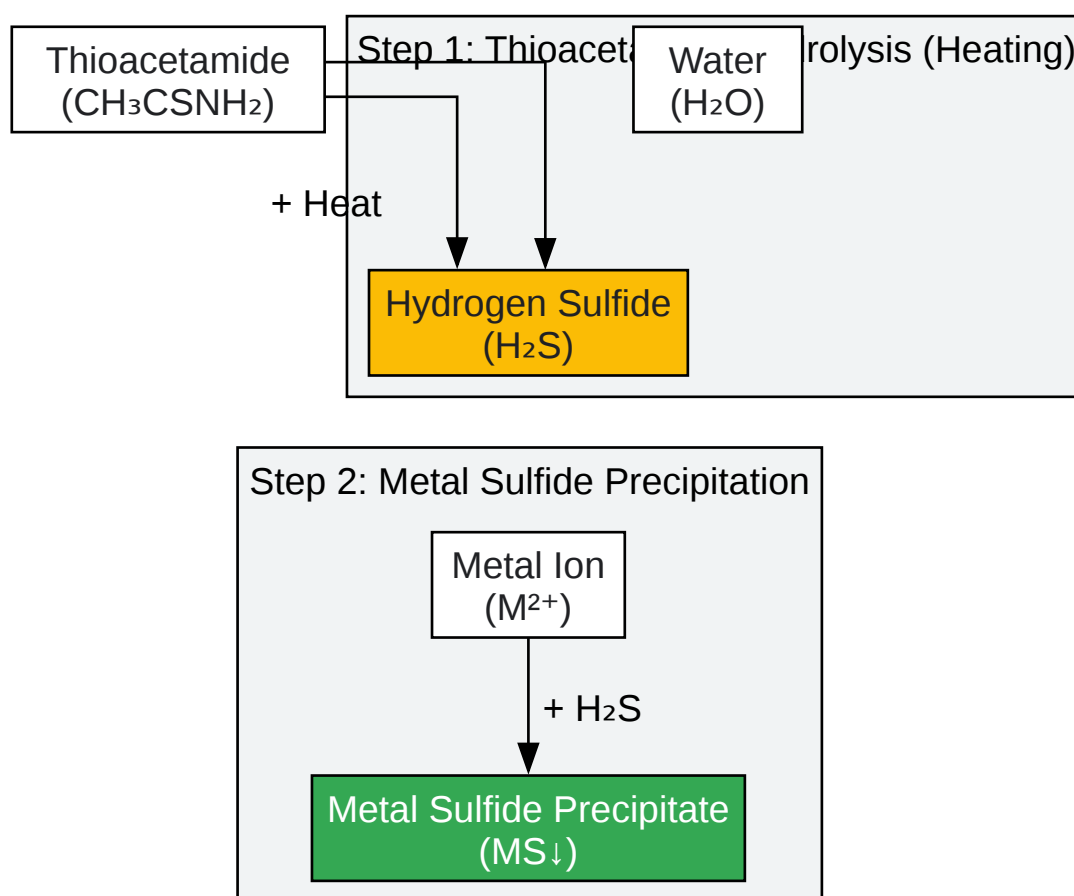 Thioacetamide
(CH₃CSNH₂)
Step 1: Thioaceta rolysis (Heating)
Water
(H₂O)
+ Heat
Hydrogen Sulfide
(H₂S)
Step 2: Metal Sulfide Precipitation
Metal Ion
(M²⁺)
+ H₂S
Metal Sulfide Precipitate
(MS↓)